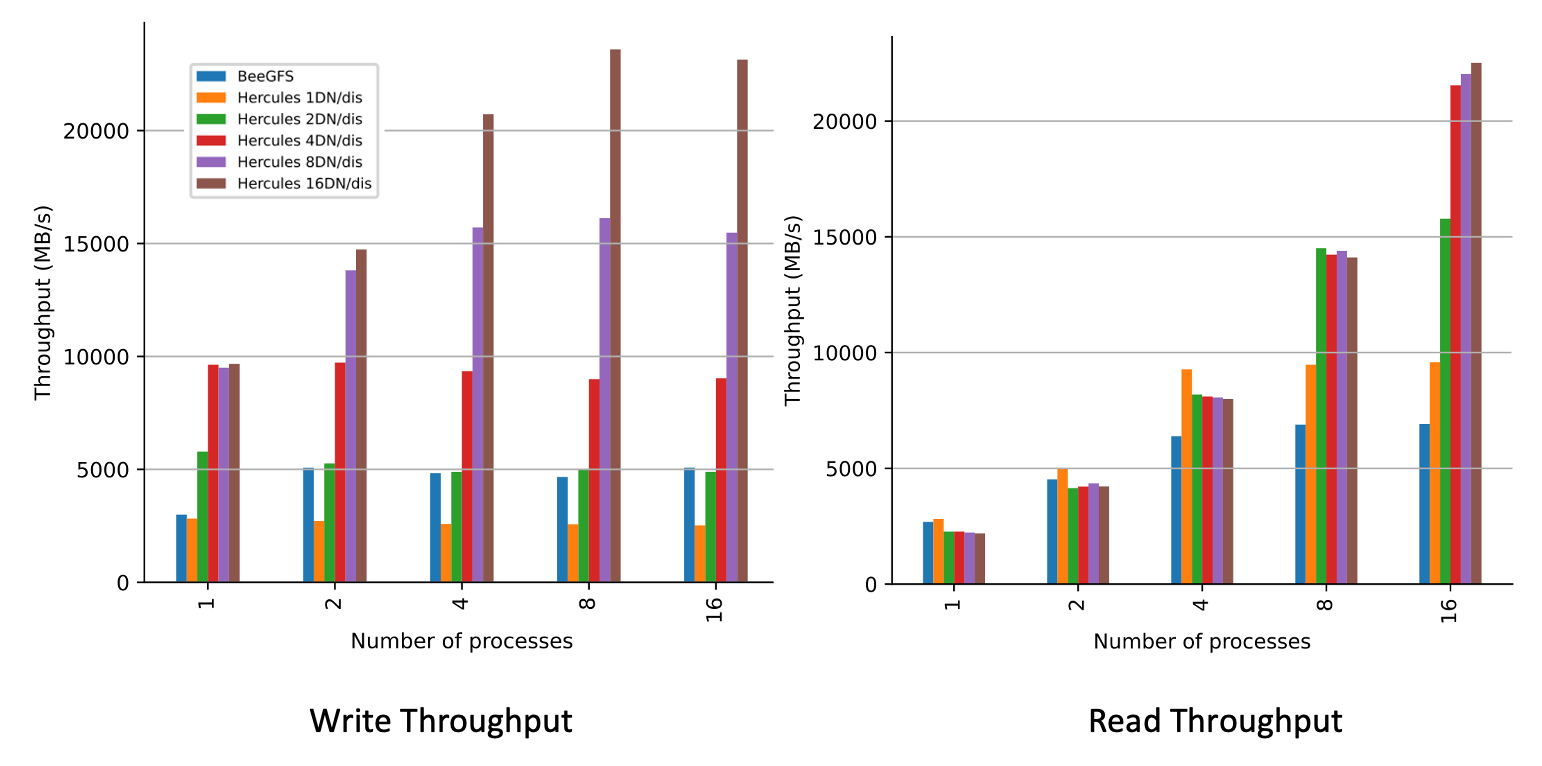 BeeGFS
Hercules 1DN/dis
Hercules 2DN/dis
Hercules 4DN/dis
Hercules 8DN/dis
Hercules 16DN/dis
Throughput (MB/s)
20000
15000
10000
5000
0
1 2 4 8 16
Number of processes
Write Throughput
Throughput (MB/s)
20000
15000
10000
5000
0
1 2 4 8 16
Number of processes
Read Throughput